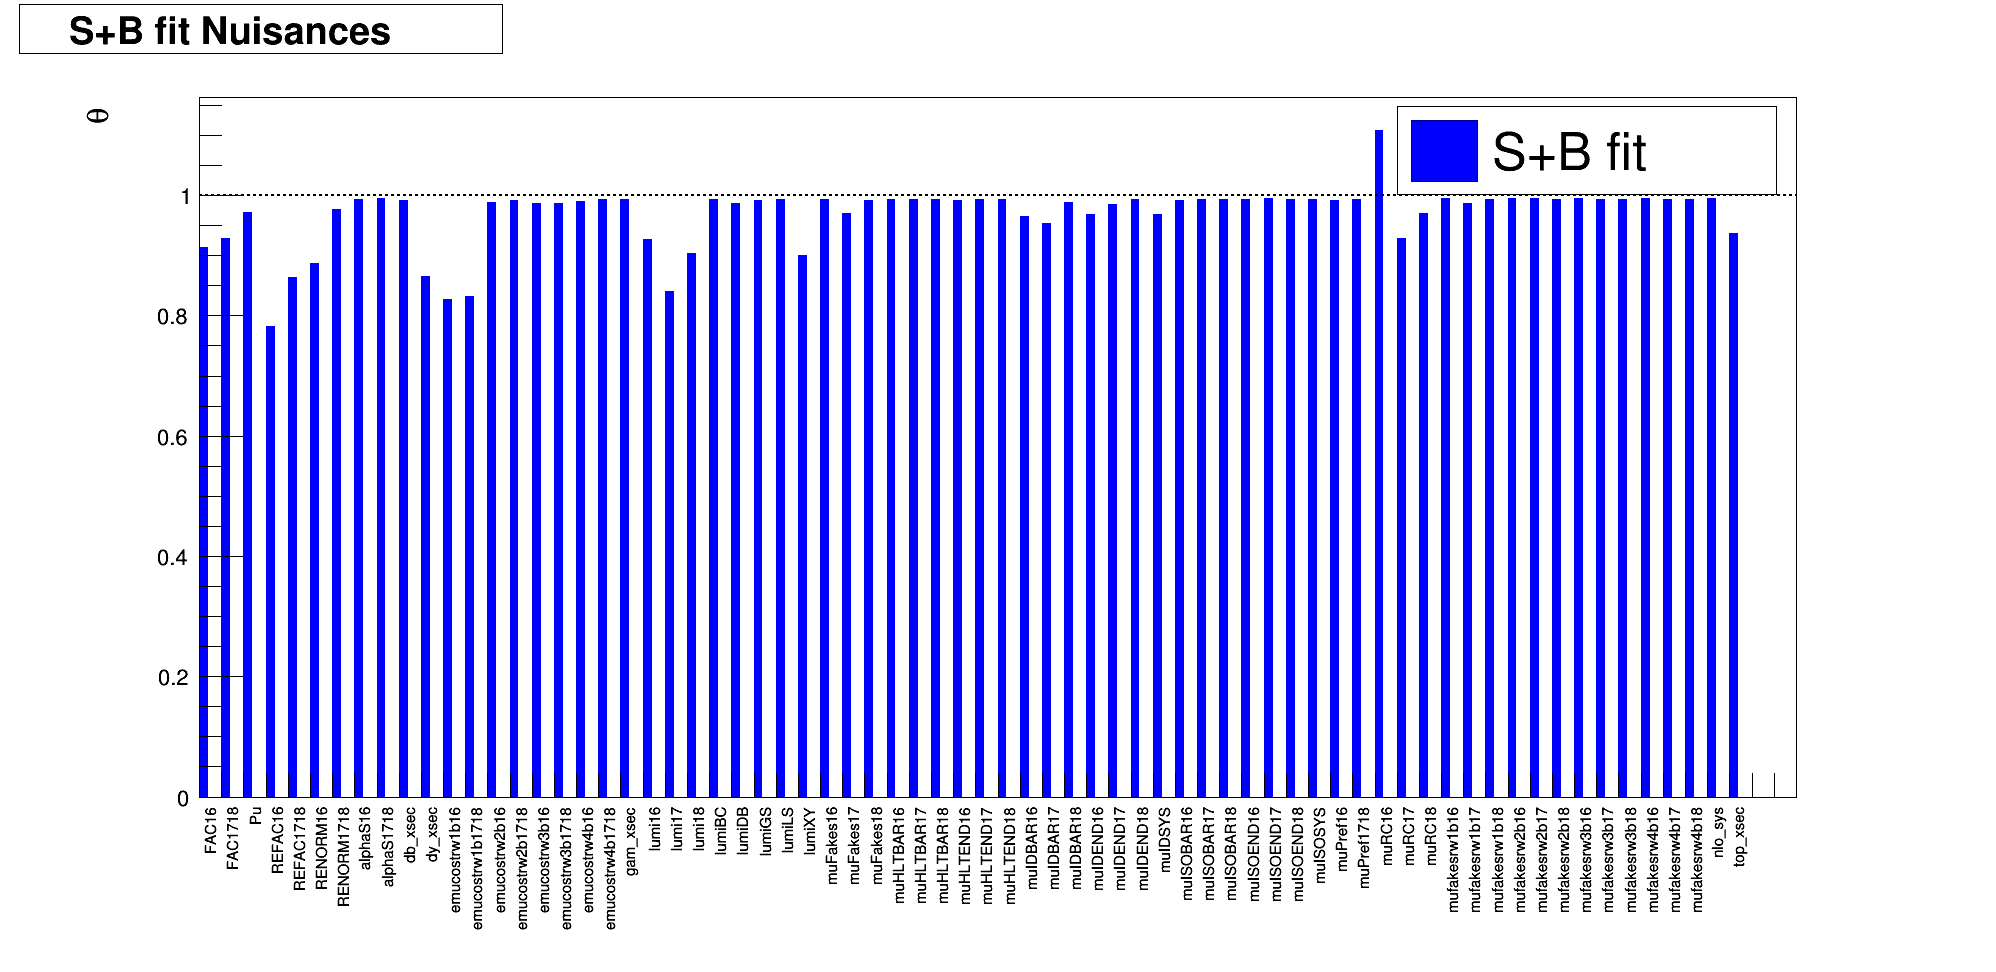 S+B fit Nuisances
θ
S+B fit
1
0.8
0.6
0.4
0.2
0
FAC16
FAC1718
Pu
REFAC16
REFAC1718
RENORM16
RENORM1718
alphaS16
alphaS1718
db_xsec
dy_xsec
emucostrw1b16
emucostrw1b1718
emucostrw2b16
emucostrw2b1718
emucostrw3b16
emucostrw3b1718
emucostrw4b16
emucostrw4b1718
gam_xsec
lumi16
lumi17
lumi18
lumiBC
lumiDB
lumiGS
lumiLS
lumiXY
muFakes16
muFakes17
muFakes18
muHLTBAR16
muHLTBAR17
muHLTBAR18
muHLTEND16
muHLTEND17
muHLTEND18
muIDBAR16
muIDBAR17
muIDBAR18
muIDEND16
muIDEND17
muIDEND18
muIDSYS
muISOBAR16
muISOBAR17
muISOBAR18
muISOEND16
muISOEND17
muISOEND18
muISOSYS
muPref16
muPref1718
muRC16
muRC17
muRC18
mufakesrw1b16
mufakesrw1b17
mufakesrw1b18
mufakesrw2b16
mufakesrw2b17
mufakesrw2b18
mufakesrw3b16
mufakesrw3b17
mufakesrw3b18
mufakesrw4b16
mufakesrw4b17
mufakesrw4b18
nlo_sys
top_xsec